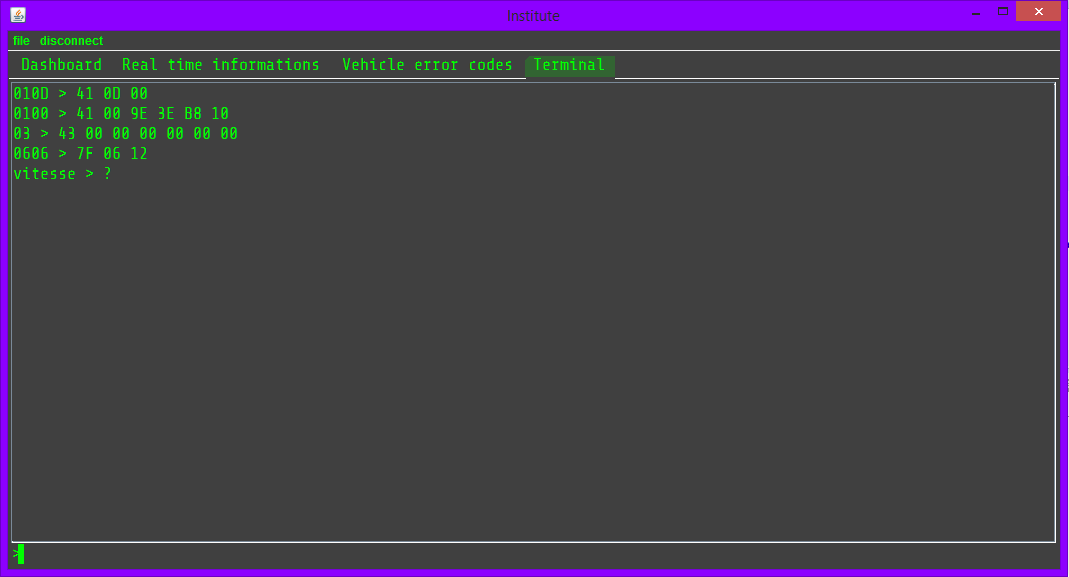 Institute
file disconnect
Dashboard Real time informations Vehicle error codes Terminal
010D > 41 0D 00
0100 > 41 00 9E 3E B8 10
03 > 43 00 00 00 00 00 00
0606 > 7F 06 12
vitesse > ?
>